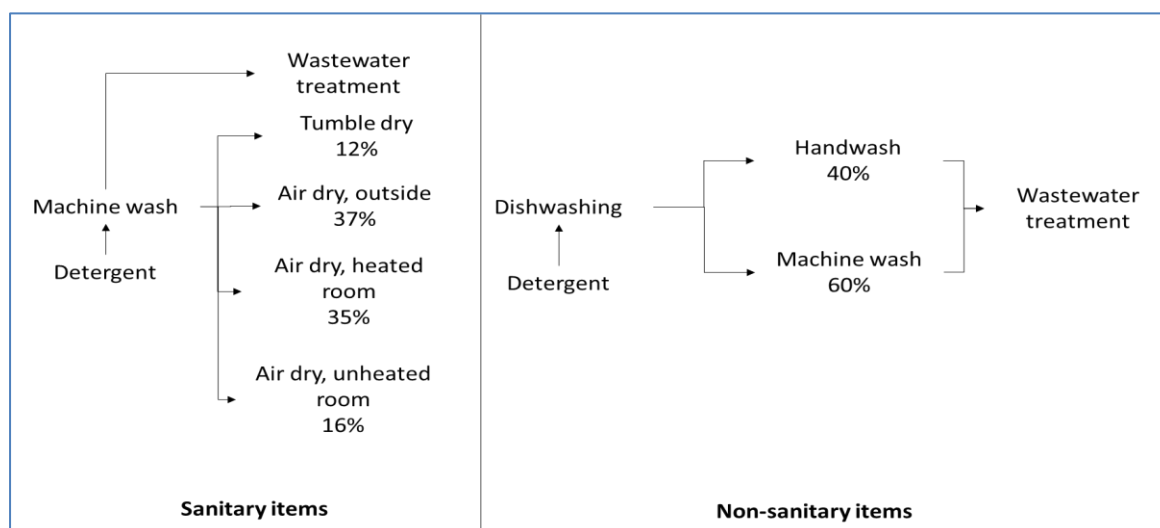 Wastewater
treatment
Tumble dry
12%
Air dry, outside
37%
Machine wash
Detergent
Air dry, heated
room
35%
Air dry, unheated
room
16%
Sanitary items
Handwash
40%
Dishwashing
Wastewater
treatment
Detergent
Machine wash
60%
Non-sanitary items